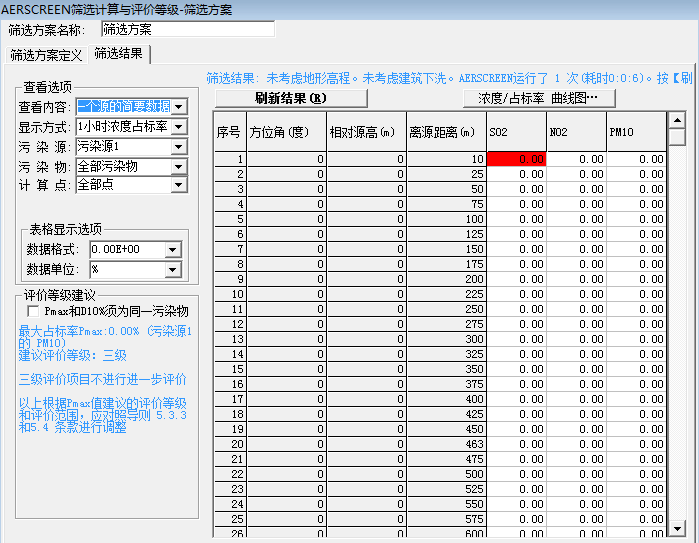 AERSCREEN筛选计算与评价等级-筛选方案
筛选方案名称: 筛选方案
筛选方案定义 筛选结果
筛选结果: 未考虑地形高程。未考虑建筑下洗。AERSCREEN运行了 1 次(耗时0:0:6)。按【刷
刷新结果(R) 浓度/占标率 曲线图…
查看选项
查看内容: 一个源的简要数据
显示方式: 1小时浓度占标率
污 染 源: 污染源1
污 染 物: 全部污染物
计 算 点: 全部点
表格显示选项
数据格式: 0.00E+00
数据单位: %
评价等级建议
Pmax和D10%须为同一污染物
最大占标率Pmax:0.00% (污染源1
的 PM10)
建议评价等级: 三级
三级评价项目不进行进一步评价
以上根据Pmax值建议的评价等级
和评价范围，应对照导则 5.3.3
和5.4 条款进行调整
序号 方位角(度) 相对源高(m) 离源距离(m) SO2 NO2 PM10
1 0 0 10 0.00 0.00 0.00
2 0 0 25 0.00 0.00 0.00
3 0 0 50 0.00 0.00 0.00
4 0 0 75 0.00 0.00 0.00
5 0 0 100 0.00 0.00 0.00
6 0 0 125 0.00 0.00 0.00
7 0 0 150 0.00 0.00 0.00
8 0 0 175 0.00 0.00 0.00
9 0 0 200 0.00 0.00 0.00
10 0 0 225 0.00 0.00 0.00
11 0 0 250 0.00 0.00 0.00
12 0 0 275 0.00 0.00 0.00
13 0 0 300 0.00 0.00 0.00
14 0 0 325 0.00 0.00 0.00
15 0 0 350 0.00 0.00 0.00
16 0 0 375 0.00 0.00 0.00
17 0 0 400 0.00 0.00 0.00
18 0 0 425 0.00 0.00 0.00
19 0 0 450 0.00 0.00 0.00
20 0 0 463 0.00 0.00 0.00
21 0 0 475 0.00 0.00 0.00
22 0 0 500 0.00 0.00 0.00
23 0 0 525 0.00 0.00 0.00
24 0 0 550 0.00 0.00 0.00
25 0 0 575 0.00 0.00 0.00
26 0 0 600 0.00 0.00 0.00